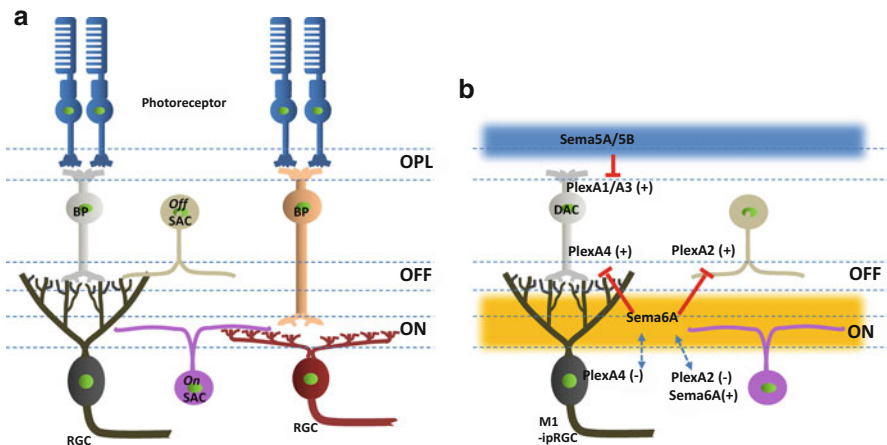 a
Photoreceptor
OPL
BP
Off
SAC
BP
OFF
ON
On
SAC
RGC
RGC
b
Sema5A/5B
PlexA1/A3 (+)
DAC
PlexA4 (+)
PlexA2 (+)
OFF
Sema6A
ON
PlexA4 (-)
PlexA2 (-)
Sema6A(+)
M1
-ipRGC